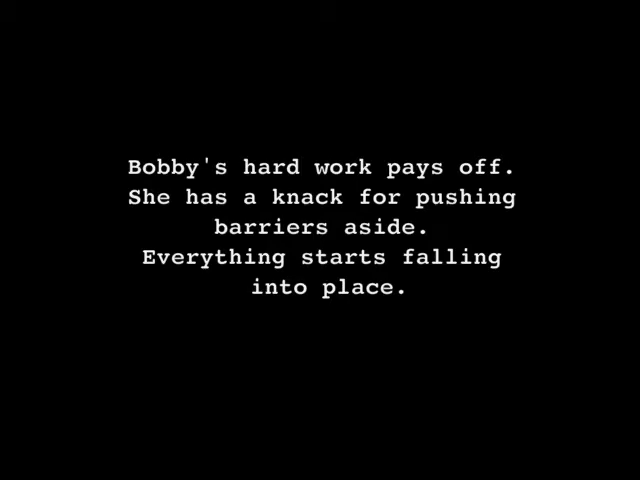 Bobby's hard work pays off.
She has a knack for pushing
barriers aside.
Everything starts falling
into place.